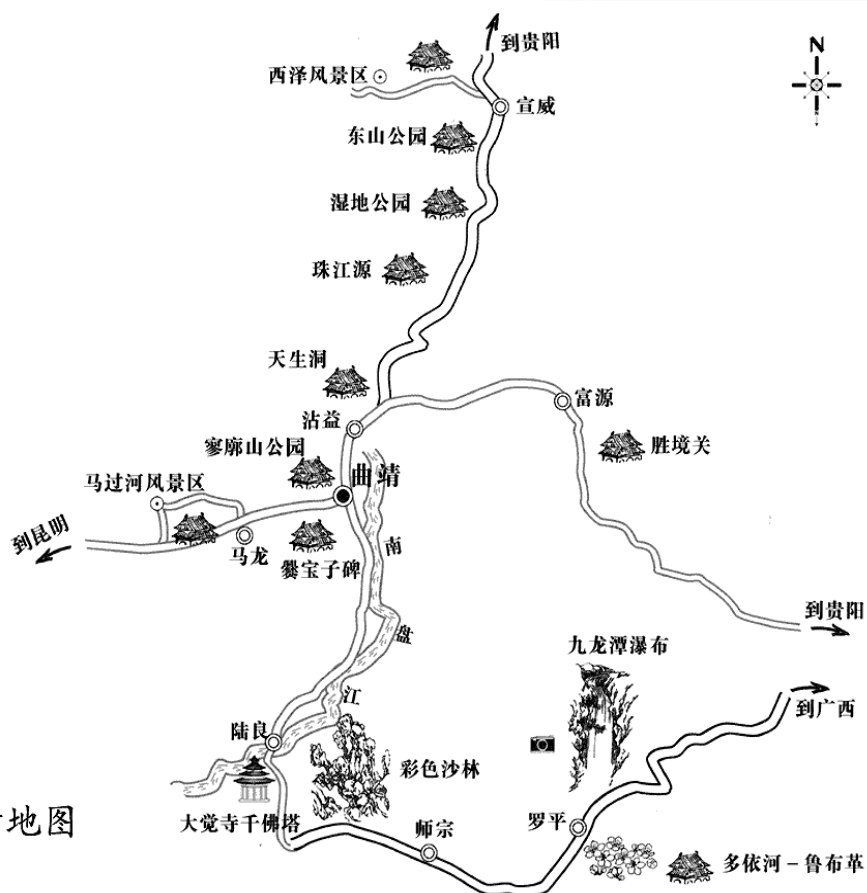 到贵阳
N
西泽风景区
宣威
东山公园
湿地公园
珠江源
天生洞
富源
沾益
寥廓山公园
胜境关
曲靖
马过河风景区
到昆明
马龙
爨宝子碑
南
盘
江
到贵阳
九龙潭瀑布
到广西
陆良
彩色沙林
大觉寺千佛塔
师宗
罗平
地图
多依河－鲁布革